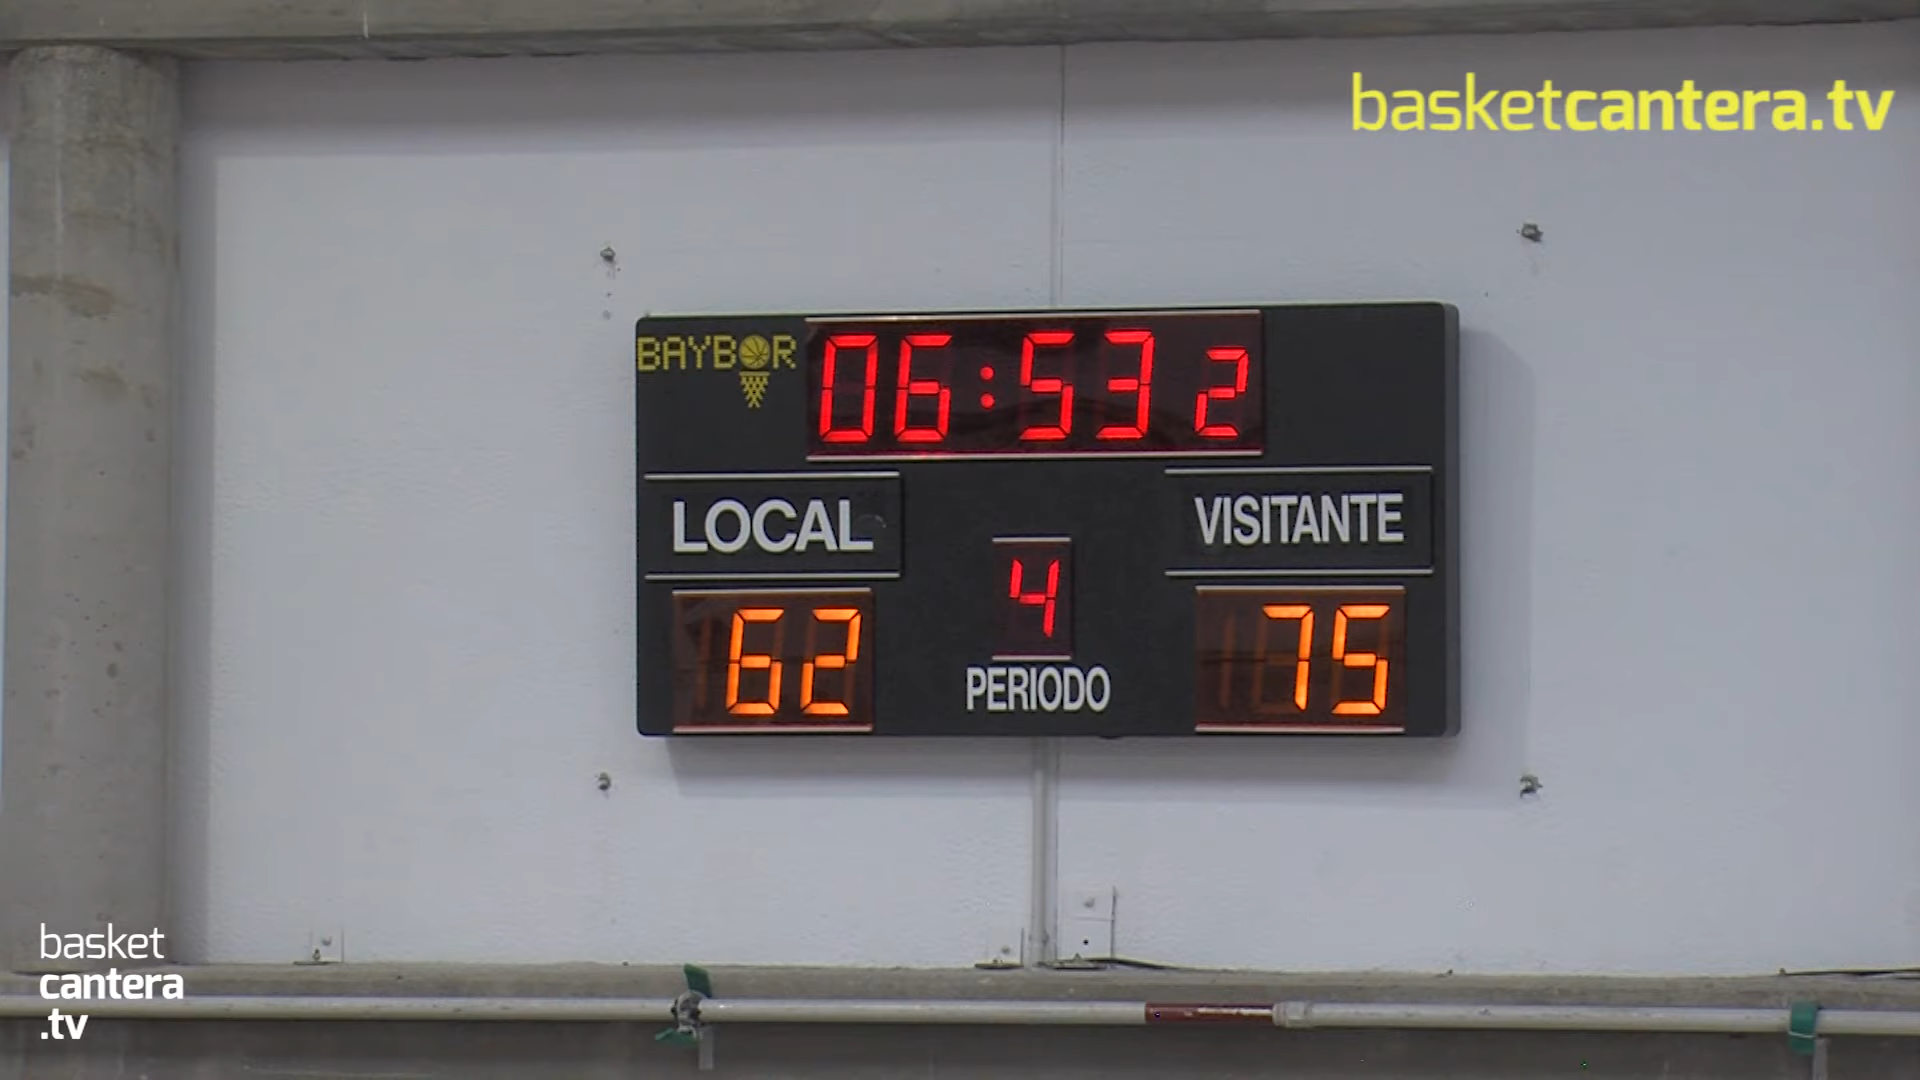 basketcantera.tv
BAYBOR
06:53 2
LOCAL
VISITANTE
4
62
75
PERIODO
basket
cantera
.tv